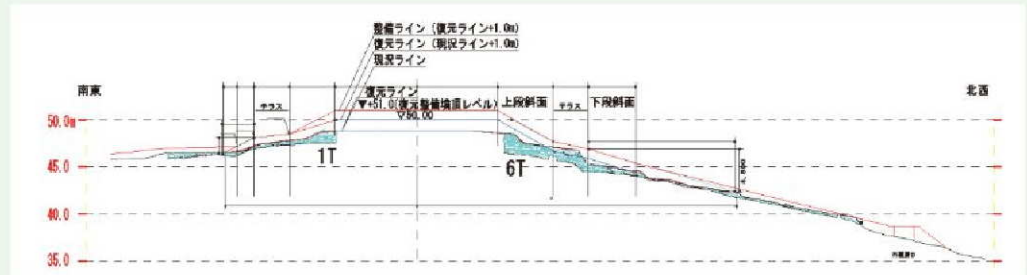 整備ライン（復元ライン+1.0m）
復元ライン（現況ライン+1.0m）
現況ライン
南東
北西
復元ライン
▼+51.0(復元整備墳頂レベル)
▽50.00
テラス
上段斜面
テラス
下段斜面
50.0m
45.0
40.0
35.0
1T
6T